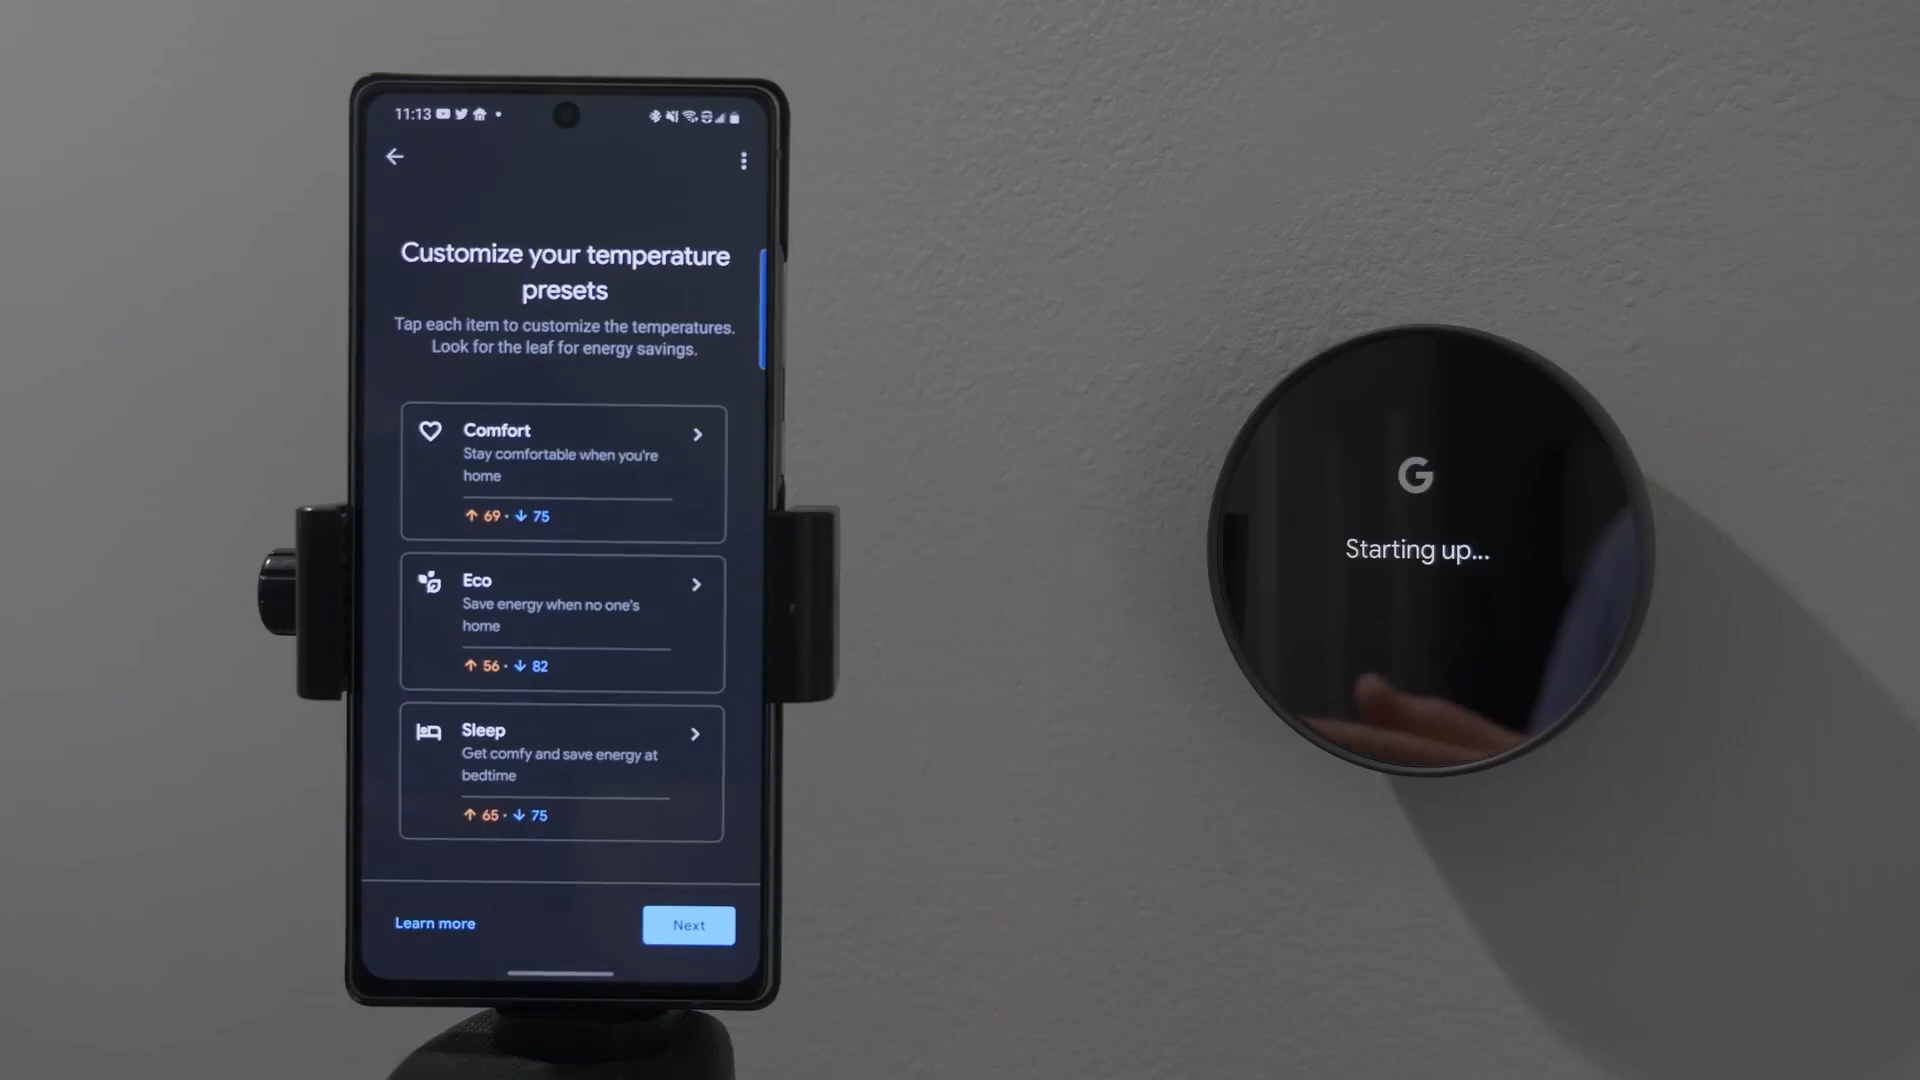 11:13
Customize your temperature
presets
Tap each item to customize the temperatures.
Look for the leaf for energy savings.
Comfort
Stay comfortable when you're
home
↑ 69 · ↓ 75
Eco
Save energy when no one's
home
↑ 56 · ↓ 82
Sleep
Get comfy and save energy at
bedtime
↑ 65 · ↓ 75
Learn more
Next
G
Starting up...